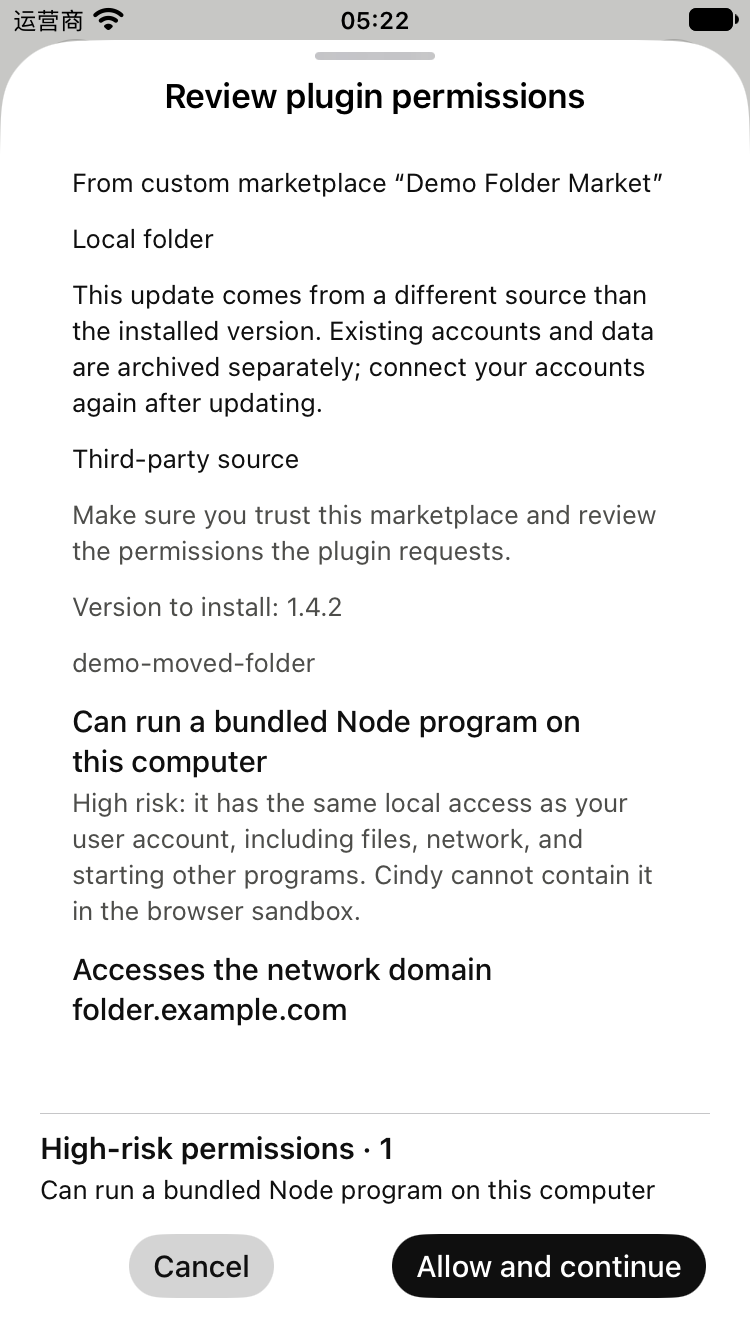 运营商
05:22
Review plugin permissions
From custom marketplace “Demo Folder Market”
Local folder
This update comes from a different source than
the installed version. Existing accounts and data
are archived separately; connect your accounts
again after updating.
Third-party source
Make sure you trust this marketplace and review
the permissions the plugin requests.
Version to install: 1.4.2
demo-moved-folder
Can run a bundled Node program on
this computer
High risk: it has the same local access as your
user account, including files, network, and
starting other programs. Cindy cannot contain it
in the browser sandbox.
Accesses the network domain
folder.example.com
High-risk permissions · 1
Can run a bundled Node program on this computer
Cancel
Allow and continue